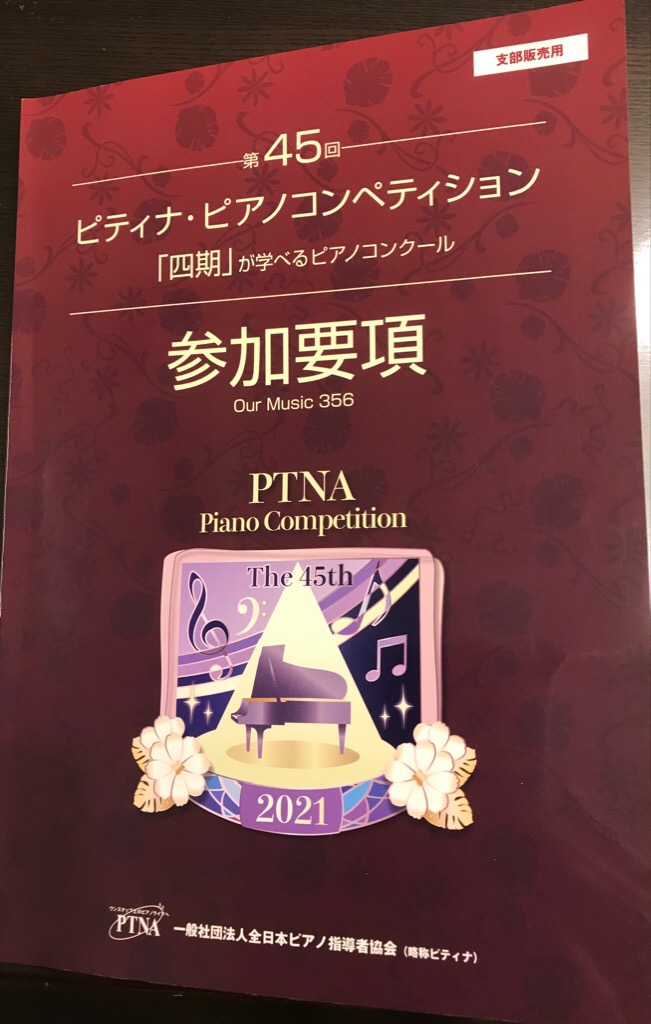 支部販売用
第45回
ピティナ・ピアノコンペティション
「四期」が学べるピアノコンクール
参加要項
Our Music 356
PTNA
Piano Competition
The 45th
2021
PTNA
一般社団法人全日本ピアノ指導者協会（略称ピティナ）